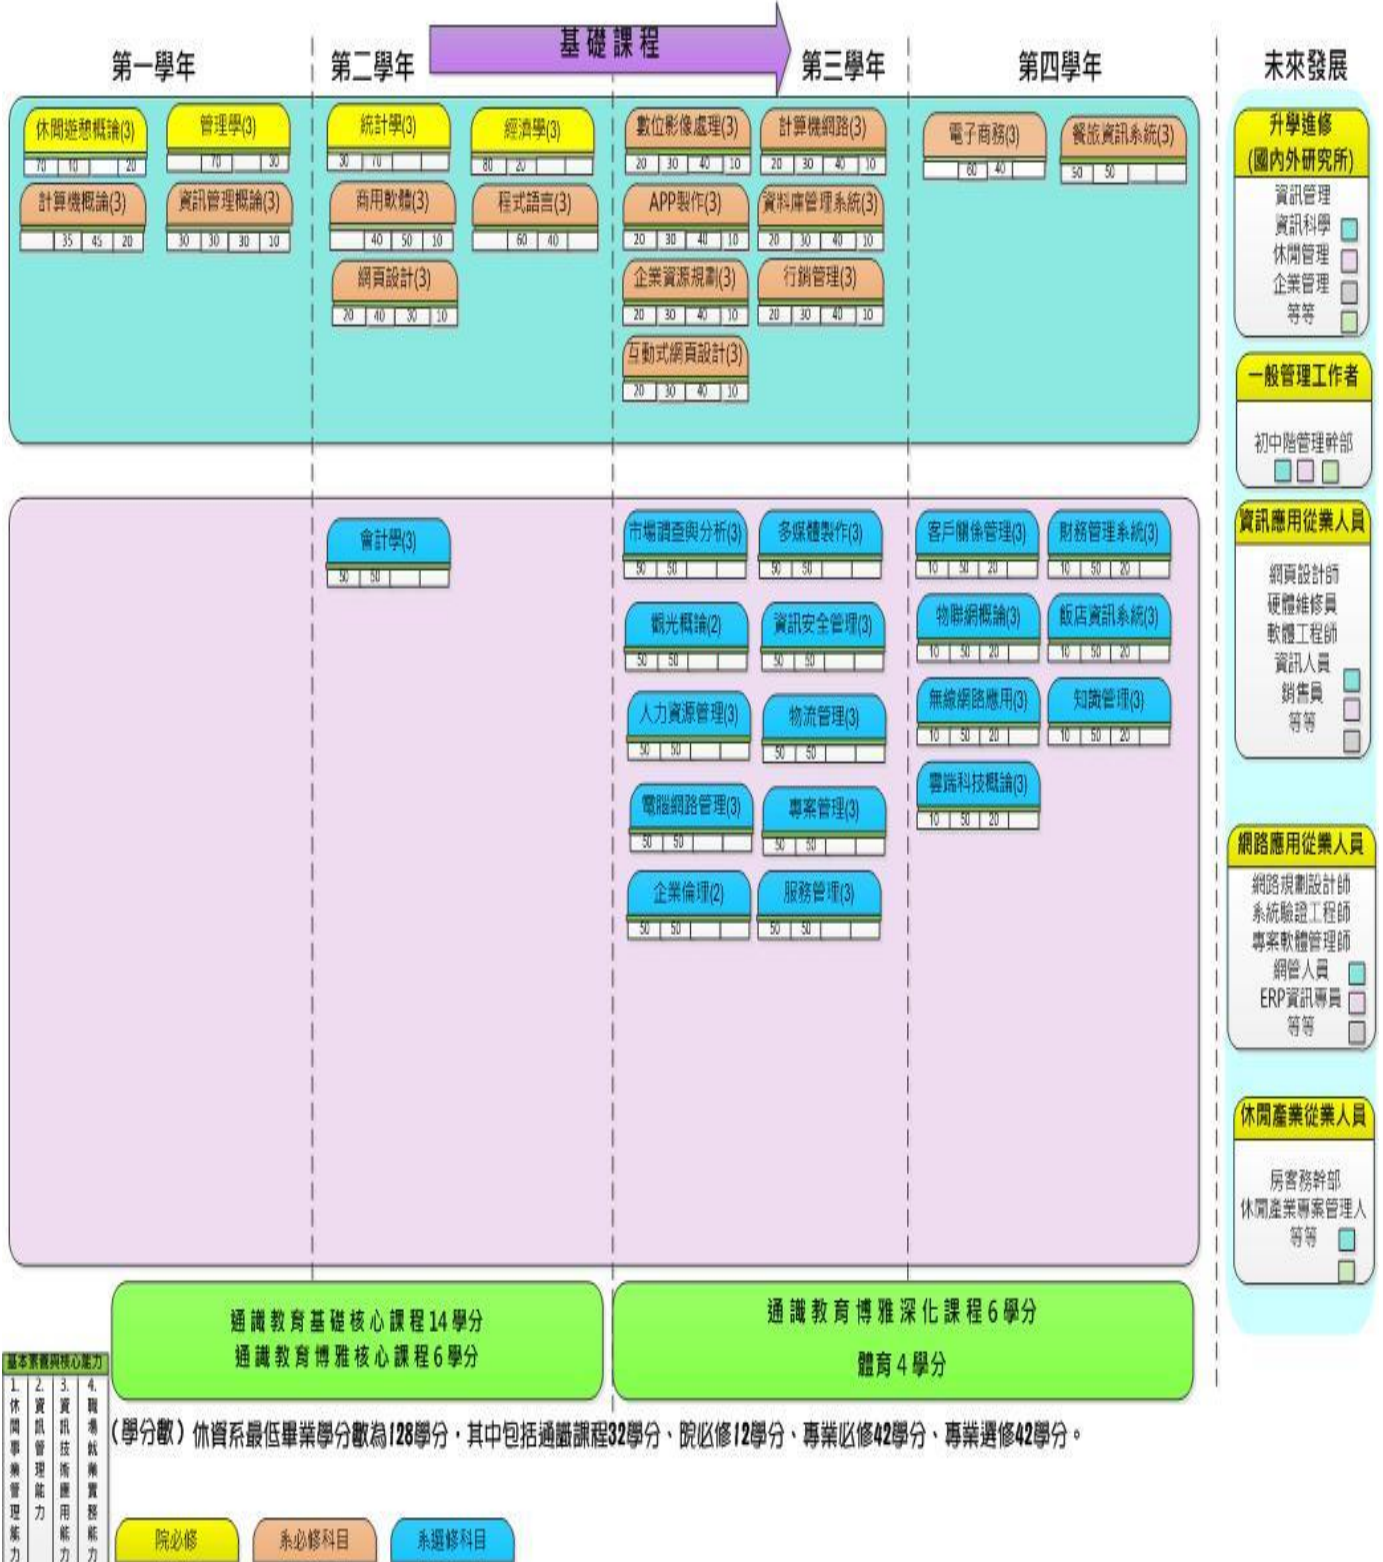 基礎課程
第一學年
第二學年
第三學年
第四學年
未來發展
休閒遊憩概論(3)
70 10 20
管理學(3)
70 30
統計學(3)
30 70
經濟學(3)
80 20
數位影像處理(3)
20 30 40 10
計算機網路(3)
20 30 40 10
電子商務(3)
60 40
餐旅資訊系統(3)
50 50
計算機概論(3)
35 45 20
資訊管理概論(3)
30 30 30 10
商用軟體(3)
40 50 10
程式語言(3)
60 40
APP製作(3)
20 30 40 10
資料庫管理系統(3)
20 30 40 10
網頁設計(3)
20 40 30 10
企業資源規劃(3)
20 30 40 10
行銷管理(3)
20 30 40 10
互動式網頁設計(3)
20 30 40 10
會計學(3)
50 50
市場調查與分析(3)
50 50
多媒體製作(3)
50 50
客戶關係管理(3)
10 50 20
財務管理系統(3)
10 50 20
觀光概論(2)
50 50
資訊安全管理(3)
50 50
物聯網概論(3)
10 50 20
飯店資訊系統(3)
10 50 20
人力資源管理(3)
50 50
物流管理(3)
50 50
無線網路應用(3)
10 50 20
知識管理(3)
10 50 20
電腦網路管理(3)
50 50
專案管理(3)
50 50
雲端科技概論(3)
10 50 20
企業倫理(2)
50 50
服務管理(3)
50 50
升學進修
(國內外研究所)
資訊管理
資訊科學
休閒管理
企業管理
等等
一般管理工作者
初中階管理幹部
資訊應用從業人員
網頁設計師
硬體維修員
軟體工程師
資訊人員
銷售員
等等
網路應用從業人員
網路規劃設計師
系統驗證工程師
專案軟體管理師
網管人員
ERP資訊專員
等等
休閒產業從業人員
房客務幹部
休閒產業專案管理人
等等
通識教育基礎核心課程14學分
通識教育博雅核心課程6學分
通識教育博雅深化課程6學分
體育4學分
基本素養與核心能力
1.休閒事業管理能力
2.資訊管理能力
3.資訊技術應用能力
4.職場就業實務能力
(學分數)休資系最低畢業學分數為128學分，其中包括通識課程32學分、院必修12學分、專業必修42學分、專業選修42學分。
院必修
系必修科目
系選修科目